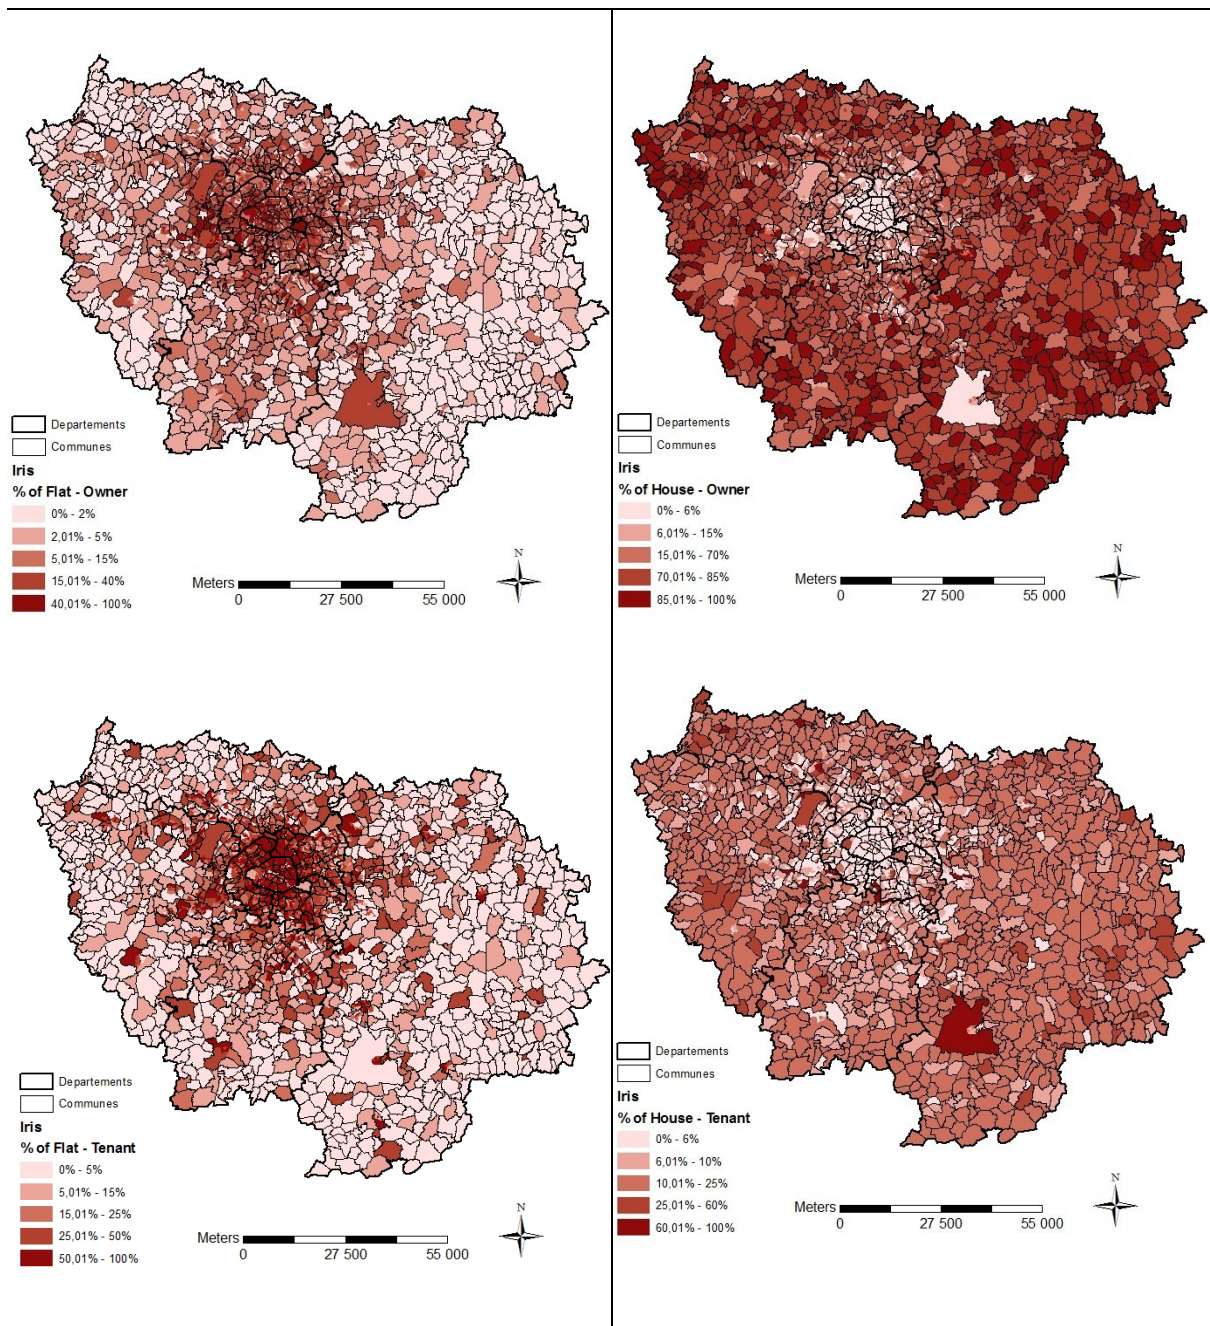 Departements
Communes
Iris
% of Flat - Owner
0% - 2%
2,01% - 5%
5,01% - 15%
15,01% - 40%
40,01% - 100%
Meters
0 27 500 55 000
N
Departements
Communes
Iris
% of House - Owner
0% - 6%
6,01% - 15%
15,01% - 70%
70,01% - 85%
85,01% - 100%
Meters
0 27 500 55 000
N
Departements
Communes
Iris
% of Flat - Tenant
0% - 5%
5,01% - 15%
15,01% - 25%
25,01% - 50%
50,01% - 100%
Meters
0 27 500 55 000
N
Departements
Communes
Iris
% of House - Tenant
0% - 6%
6,01% - 10%
10,01% - 25%
25,01% - 60%
60,01% - 100%
Meters
0 27 500 55 000
N